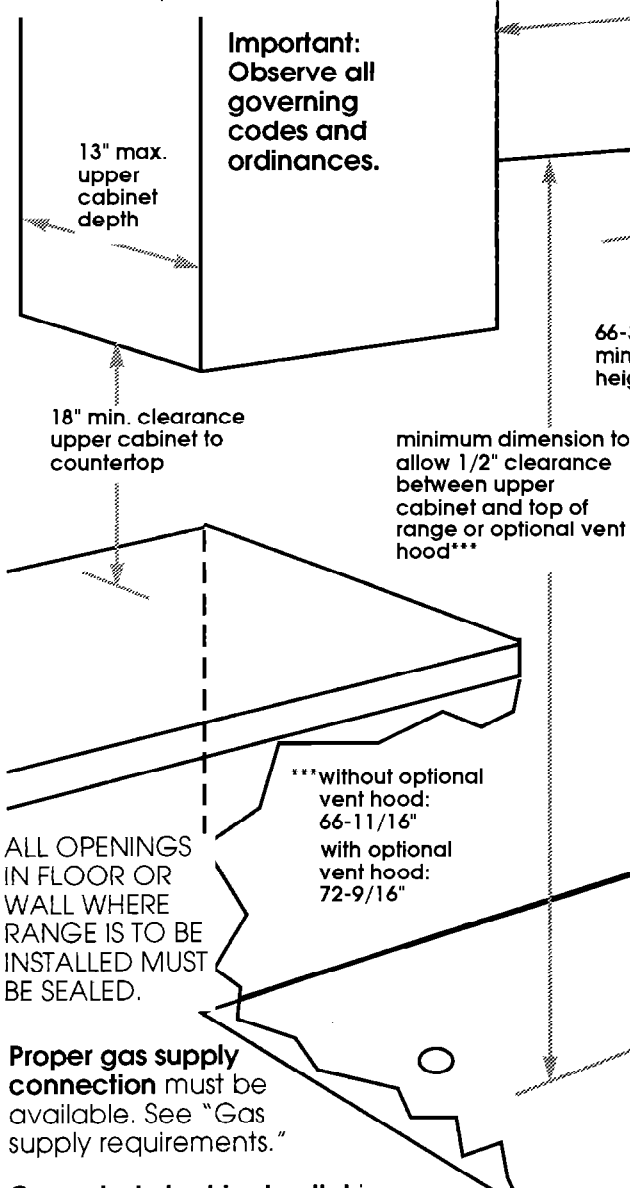 Important:
Observe all
governing
codes and
ordinances.
13" max.
upper
cabinet
depth
18" min. clearance
upper cabinet to
countertop
minimum dimension to
allow 1/2" clearance
between upper
cabinet and top of
range or optional vent
hood***
***without optional
vent hood:
66-11/16"
with optional
vent hood:
72-9/16"
ALL OPENINGS
IN FLOOR OR
WALL WHERE
RANGE IS TO BE
INSTALLED MUST
BE SEALED.
Proper gas supply
connection must be
available. See “Gas
supply requirements.”